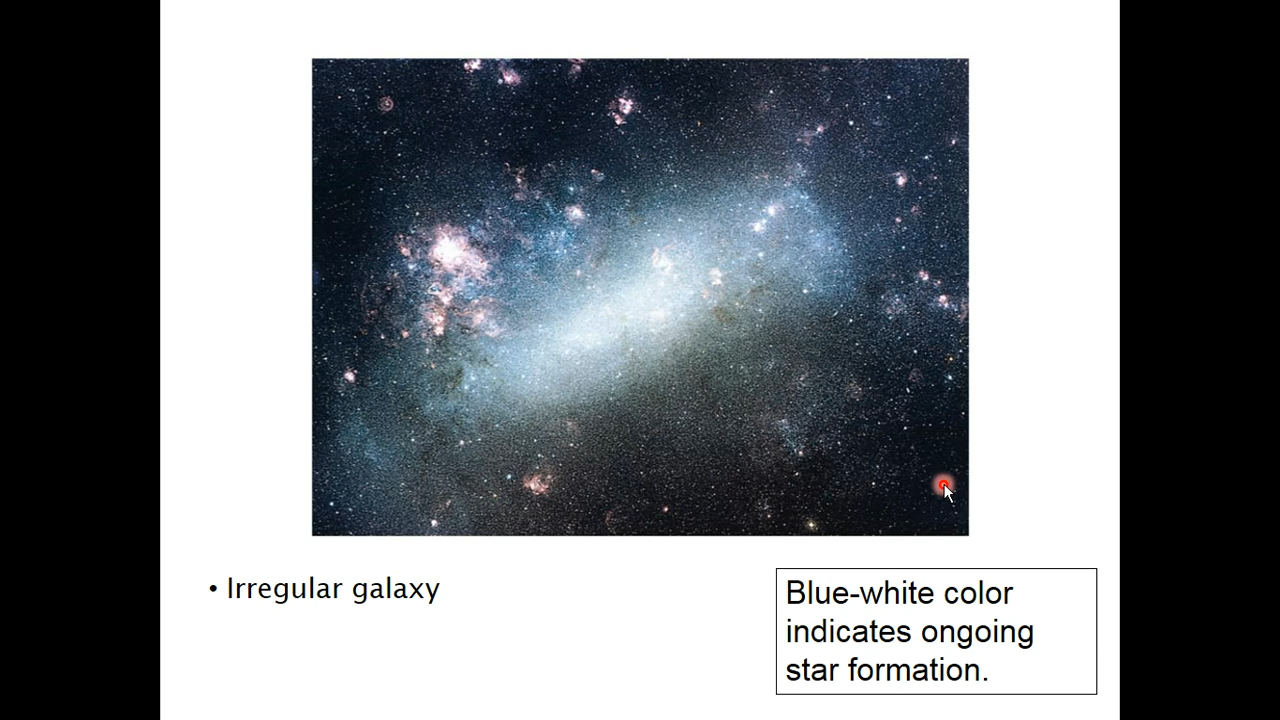 • Irregular galaxy
Blue-white color
indicates ongoing
star formation.